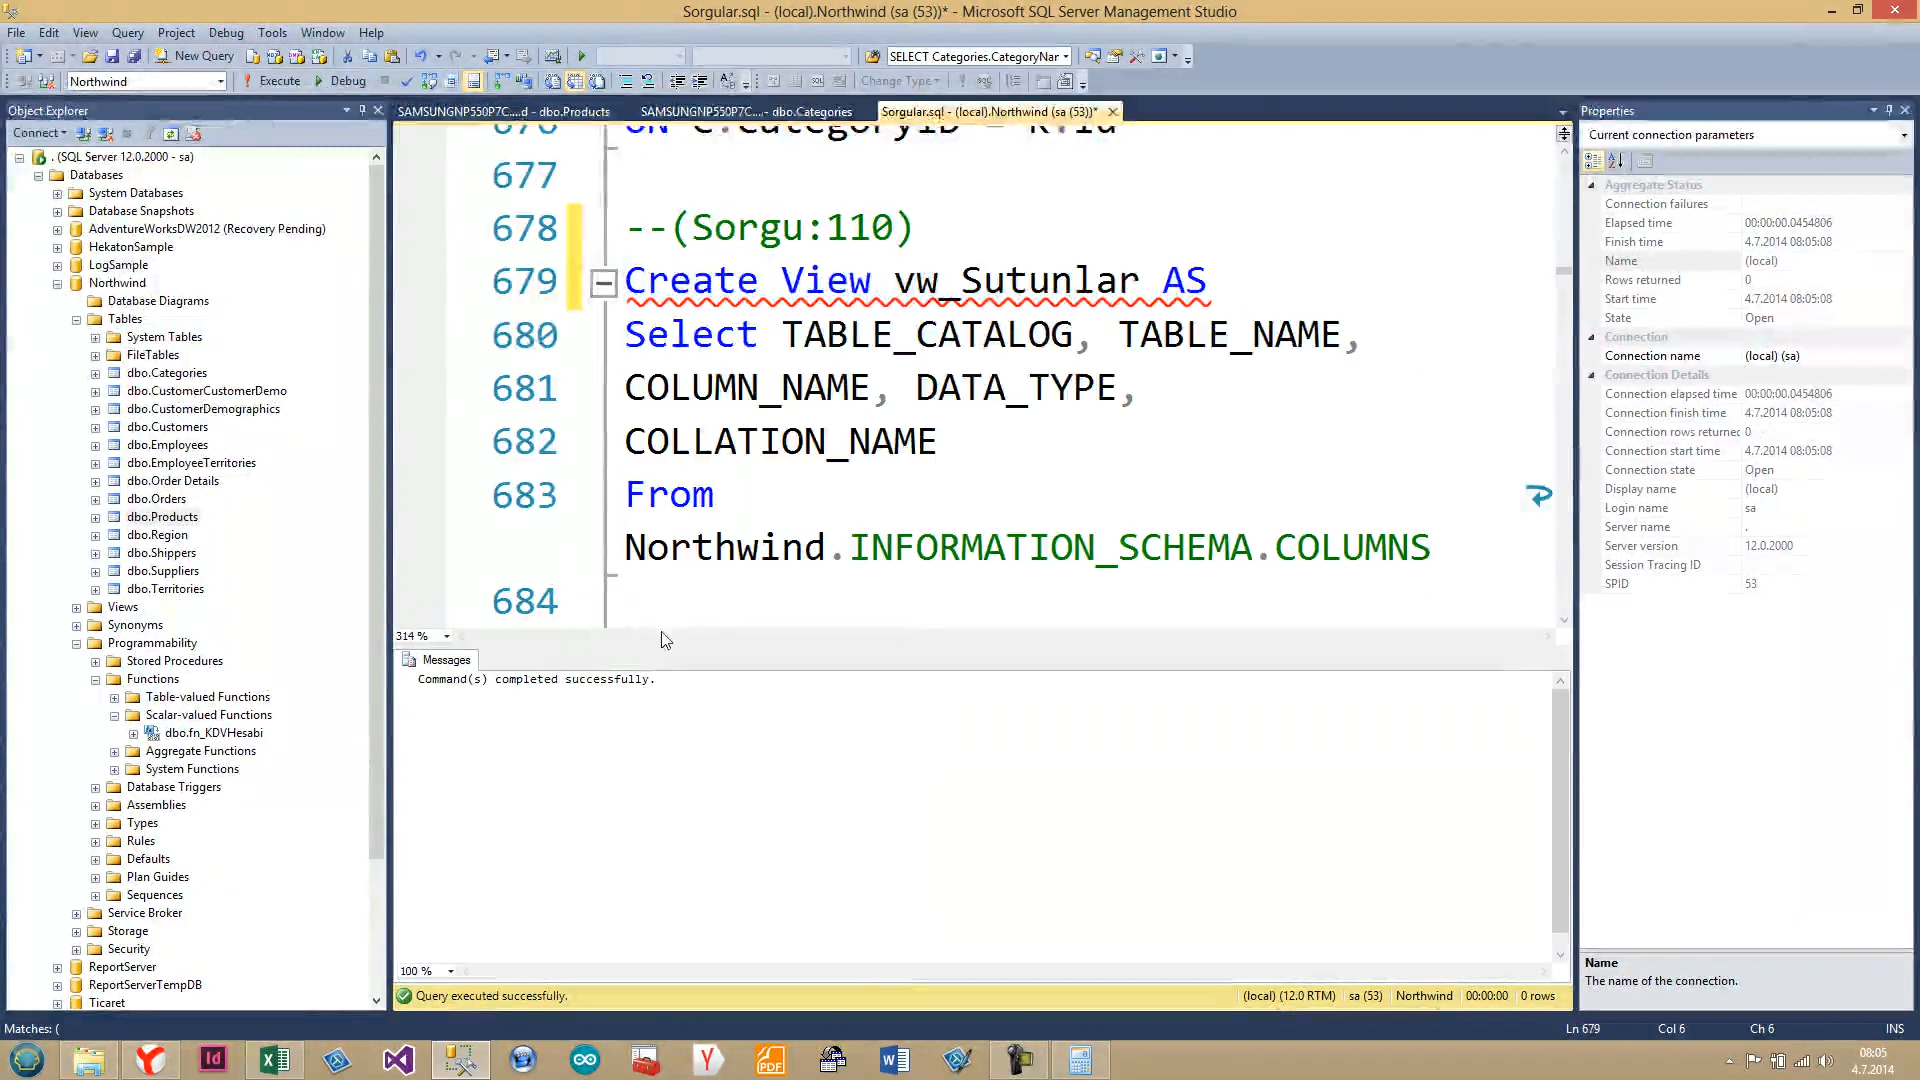 Sorgular.sql - (local).Northwind (sa (53))* - Microsoft SQL Server Management Studio
File Edit View Query Project Debug Tools Window Help
New Query
SELECT Categories.CategoryNar
Northwind
Execute
Debug
Change Type
Object Explorer
Connect
. (SQL Server 12.0.2000 - sa)
Databases
System Databases
Database Snapshots
AdventureWorksDW2012 (Recovery Pending)
HekatonSample
LogSample
Northwind
Database Diagrams
Tables
System Tables
FileTables
dbo.Categories
dbo.CustomerCustomerDemo
dbo.CustomerDemographics
dbo.Customers
dbo.Employees
dbo.EmployeeTerritories
dbo.Order Details
dbo.Orders
dbo.Products
dbo.Region
dbo.Shippers
dbo.Suppliers
dbo.Territories
Views
Synonyms
Programmability
Stored Procedures
Functions
Table-valued Functions
Scalar-valued Functions
dbo.fn_KDVHesabi
Aggregate Functions
System Functions
Database Triggers
Assemblies
Types
Rules
Defaults
Plan Guides
Sequences
Service Broker
Storage
Security
ReportServer
ReportServerTempDB
Ticaret
SAMSUNGNP550P7C....d - dbo.Products
SAMSUNGNP550P7C....- dbo.Categories
Sorgular.sql - (local).Northwind (sa (53))*
677
678 --(Sorgu:110)
679 Create View vw_Sutunlar AS
680 Select TABLE_CATALOG, TABLE_NAME,
681 COLUMN_NAME, DATA_TYPE,
682 COLLATION_NAME
683 From
Northwind.INFORMATION_SCHEMA.COLUMNS
684
314 %
Messages
Command(s) completed successfully.
100 %
Query executed successfully.
(local) (12.0 RTM) sa (53) Northwind 00:00:00 0 rows
Properties
Current connection parameters
Aggregate Status
Connection failures
Elapsed time 00:00:00.0454806
Finish time 4.7.2014 08:05:08
Name (local)
Rows returned 0
Start time 4.7.2014 08:05:08
State Open
Connection
Connection name (local) (sa)
Connection Details
Connection elapsed time 00:00:00.0454806
Connection finish time 4.7.2014 08:05:08
Connection rows returned 0
Connection start time 4.7.2014 08:05:08
Connection state Open
Display name (local)
Login name sa
Server name .
Server version 12.0.2000
Session Tracing ID
SPID 53
Name
The name of the connection.
Matches: (
Ln 679 Col 6 Ch 6 INS
08:05
4.7.2014